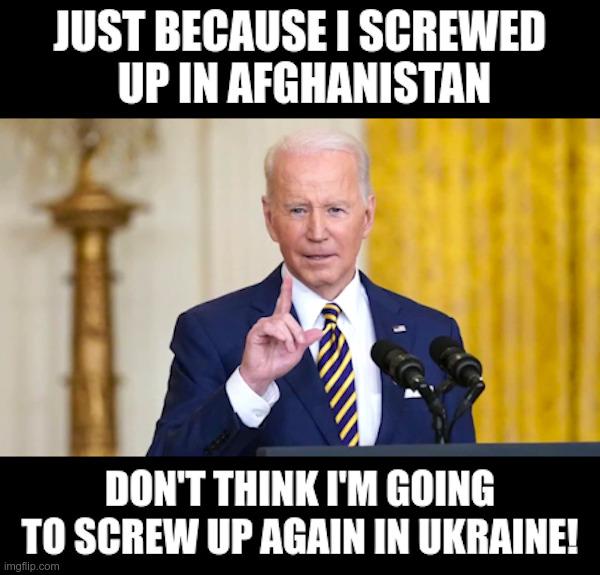 JUST BECAUSE I SCREWED
UP IN AFGHANISTAN
DON'T THINK I'M GOING
TO SCREW UP AGAIN IN UKRAINE!
imgflip.com